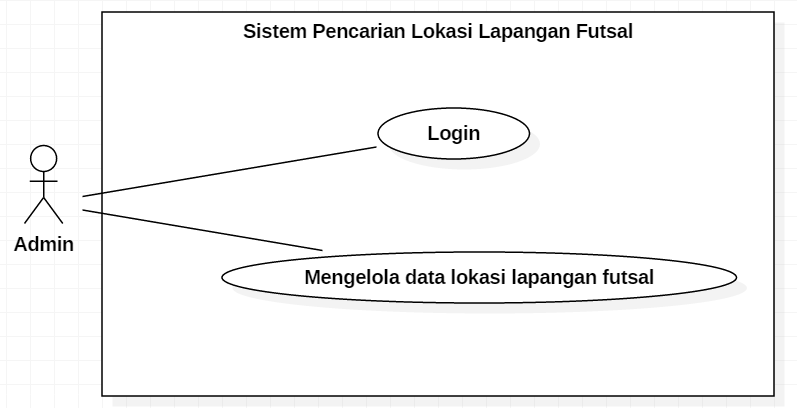 Sistem Pencarian Lokasi Lapangan Futsal
Login
Admin
Mengelola data lokasi lapangan futsal